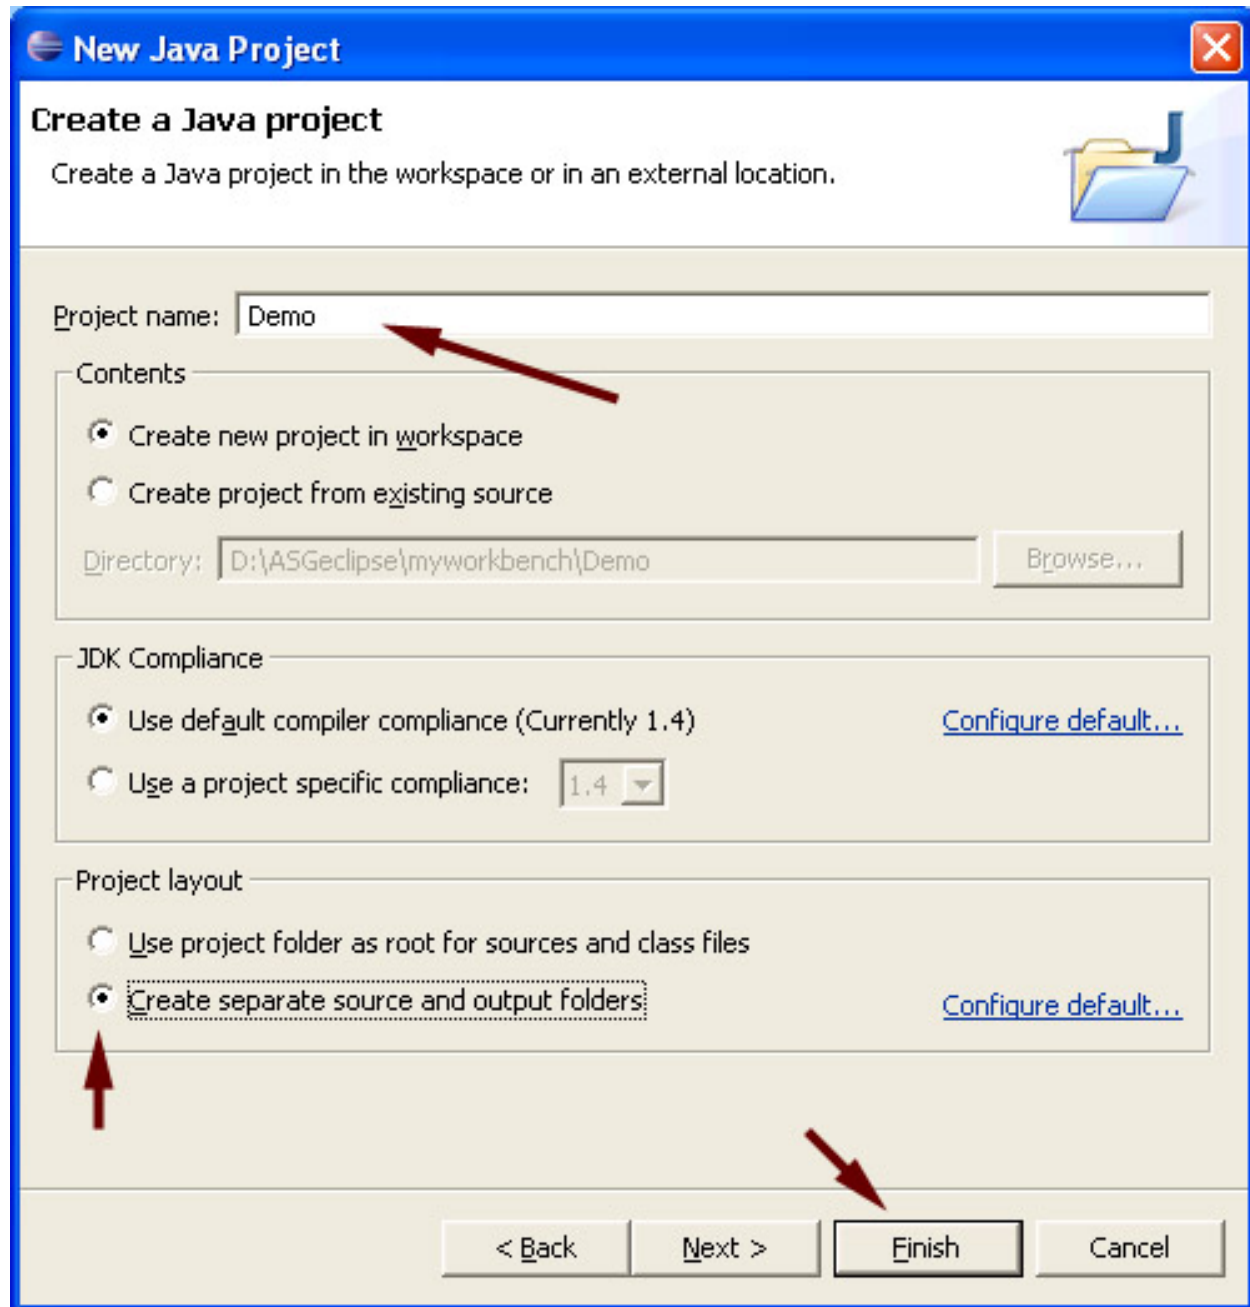 New Java Project
Create a Java project
Create a Java project in the workspace or in an external location.
Project name: Demo
Contents
Create new project in workspace
Create project from existing source
Directory: D:\ASGeclipse\myworkbench\Demo Browse...
JDK Compliance
Use default compiler compliance (Currently 1.4) Configure default...
Use a project specific compliance: 1.4
Project layout
Use project folder as root for sources and class files
Create separate source and output folders Configure default...
< Back Next > Finish Cancel